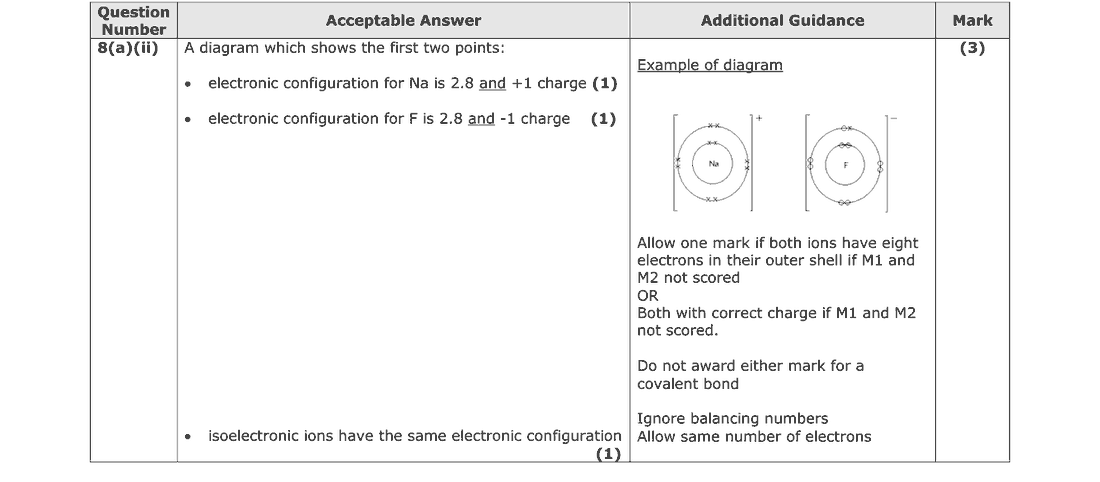 Question Number
Acceptable Answer
Additional Guidance
Mark
8(a)(ii)
A diagram which shows the first two points:
• electronic configuration for Na is 2.8 and +1 charge (1)
• electronic configuration for F is 2.8 and -1 charge (1)
• isoelectronic ions have the same electronic configuration
(1)
Example of diagram
Na
+
F
−
Allow one mark if both ions have eight
electrons in their outer shell if M1 and
M2 not scored
OR
Both with correct charge if M1 and M2
not scored.
Do not award either mark for a
covalent bond
Ignore balancing numbers
Allow same number of electrons
(3)